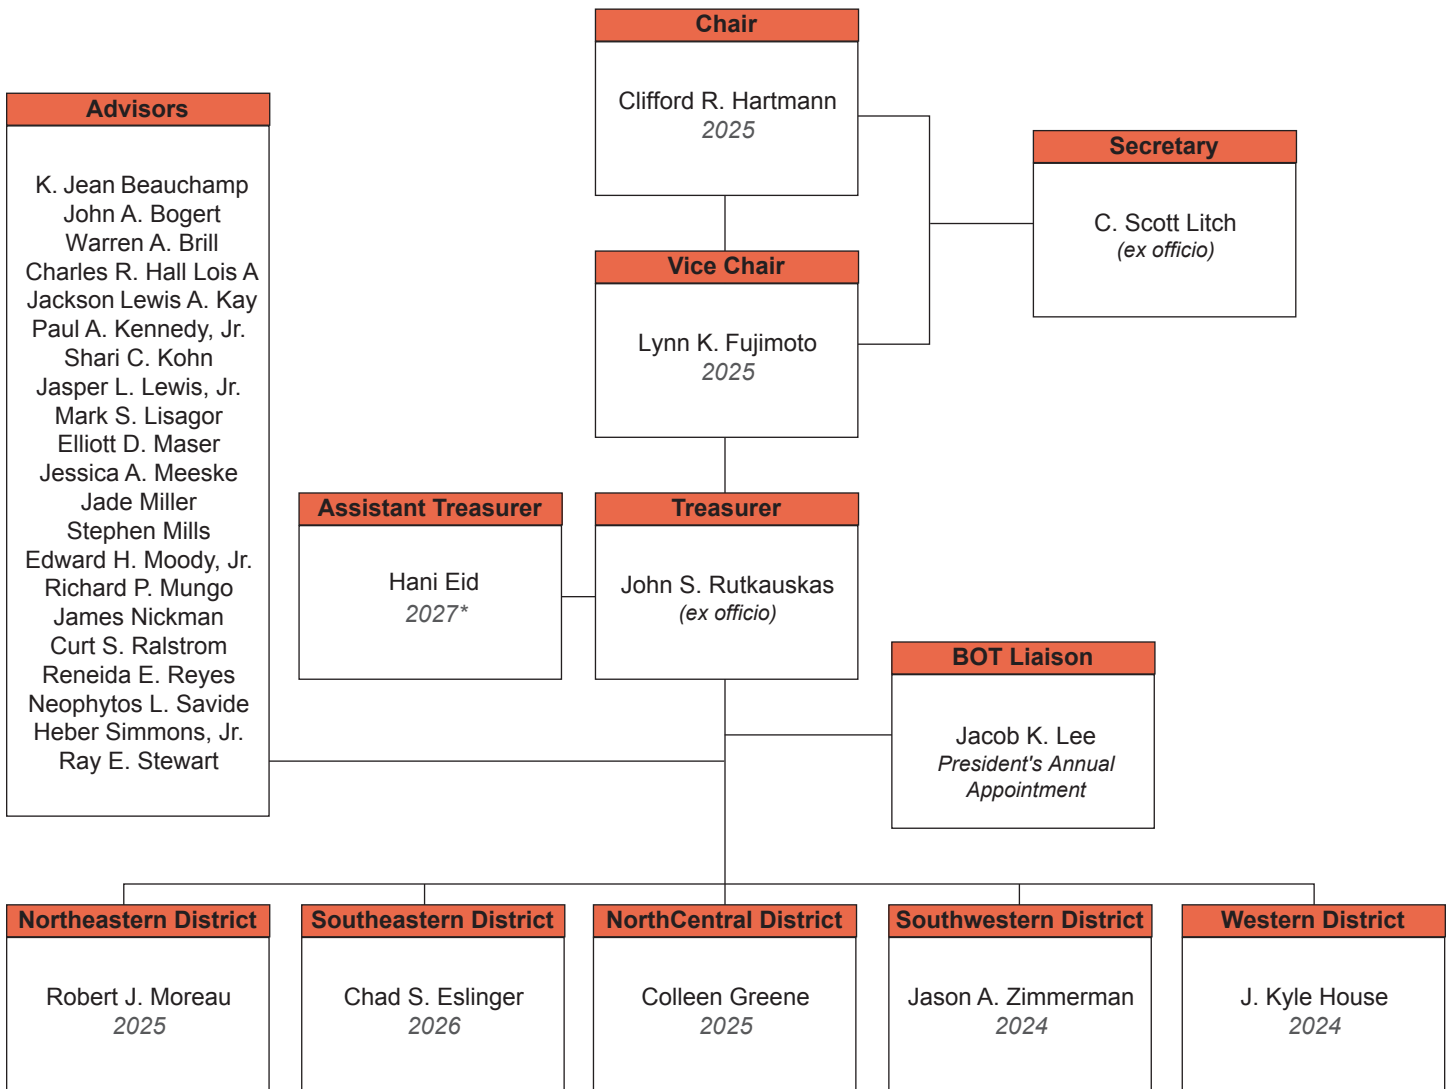 Chair
Clifford R. Hartmann
2025
Advisors
K. Jean Beauchamp
John A. Bogert
Warren A. Brill
Charles R. Hall Lois A
Jackson Lewis A. Kay
Paul A. Kennedy, Jr.
Shari C. Kohn
Jasper L. Lewis, Jr.
Mark S. Lisagor
Elliott D. Maser
Jessica A. Meeske
Jade Miller
Stephen Mills
Edward H. Moody, Jr.
Richard P. Mungo
James Nickman
Curt S. Ralstrom
Reneida E. Reyes
Neophytos L. Savide
Heber Simmons, Jr.
Ray E. Stewart
Secretary
C. Scott Litch
(ex officio)
Vice Chair
Lynn K. Fujimoto
2025
Assistant Treasurer
Hani Eid
2027*
Treasurer
John S. Rutkauskas
(ex officio)
BOT Liaison
Jacob K. Lee
President's Annual
Appointment
Northeastern District
Robert J. Moreau
2025
Southeastern District
Chad S. Eslinger
2026
NorthCentral District
Colleen Greene
2025
Southwestern District
Jason A. Zimmerman
2024
Western District
J. Kyle House
2024